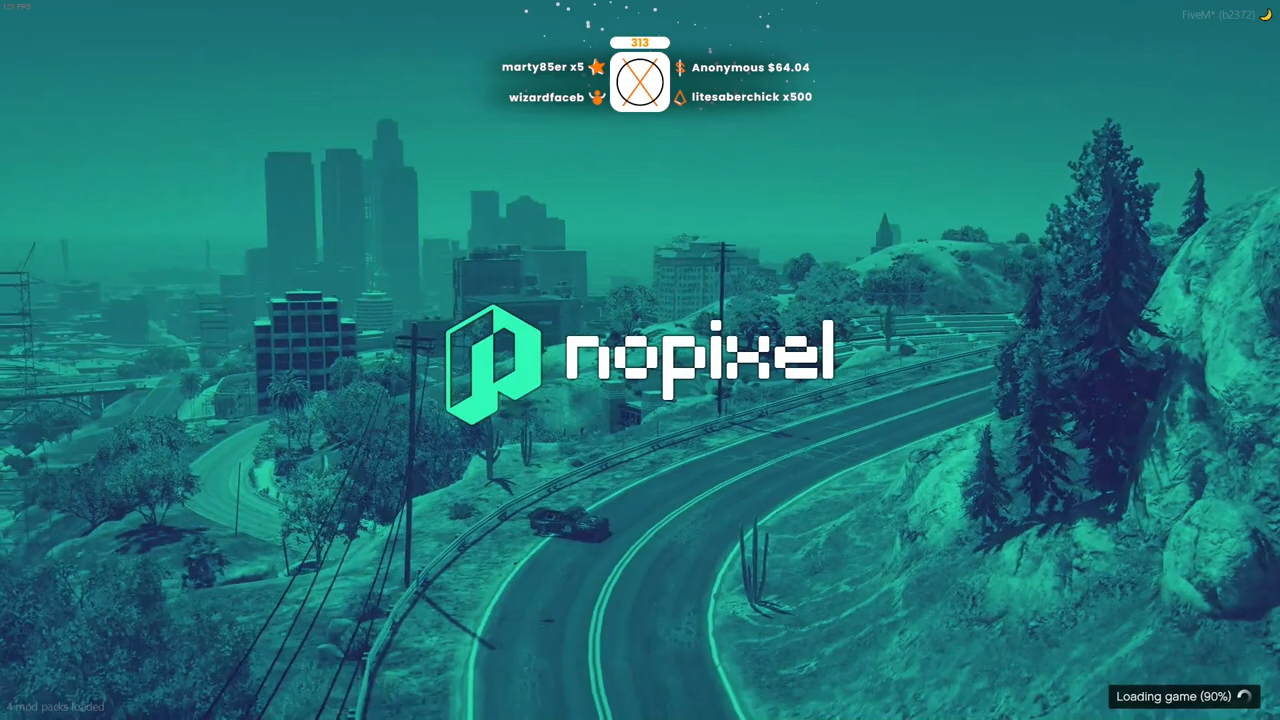 120 FPS
FiveM* (b2372)
313
marty85er x5
Anonymous $64.04
wizardfaceb
litesaberchick x500
nopixel
4 mod packs loaded
Loading game (90%)